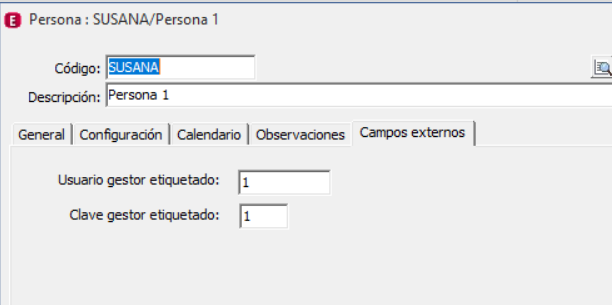 E Persona : SUSANA/Persona 1
Código: SUSANA
Descripción: Persona 1
General Configuración Calendario Observaciones Campos externos
Usuario gestor etiquetado: 1
Clave gestor etiquetado: 1